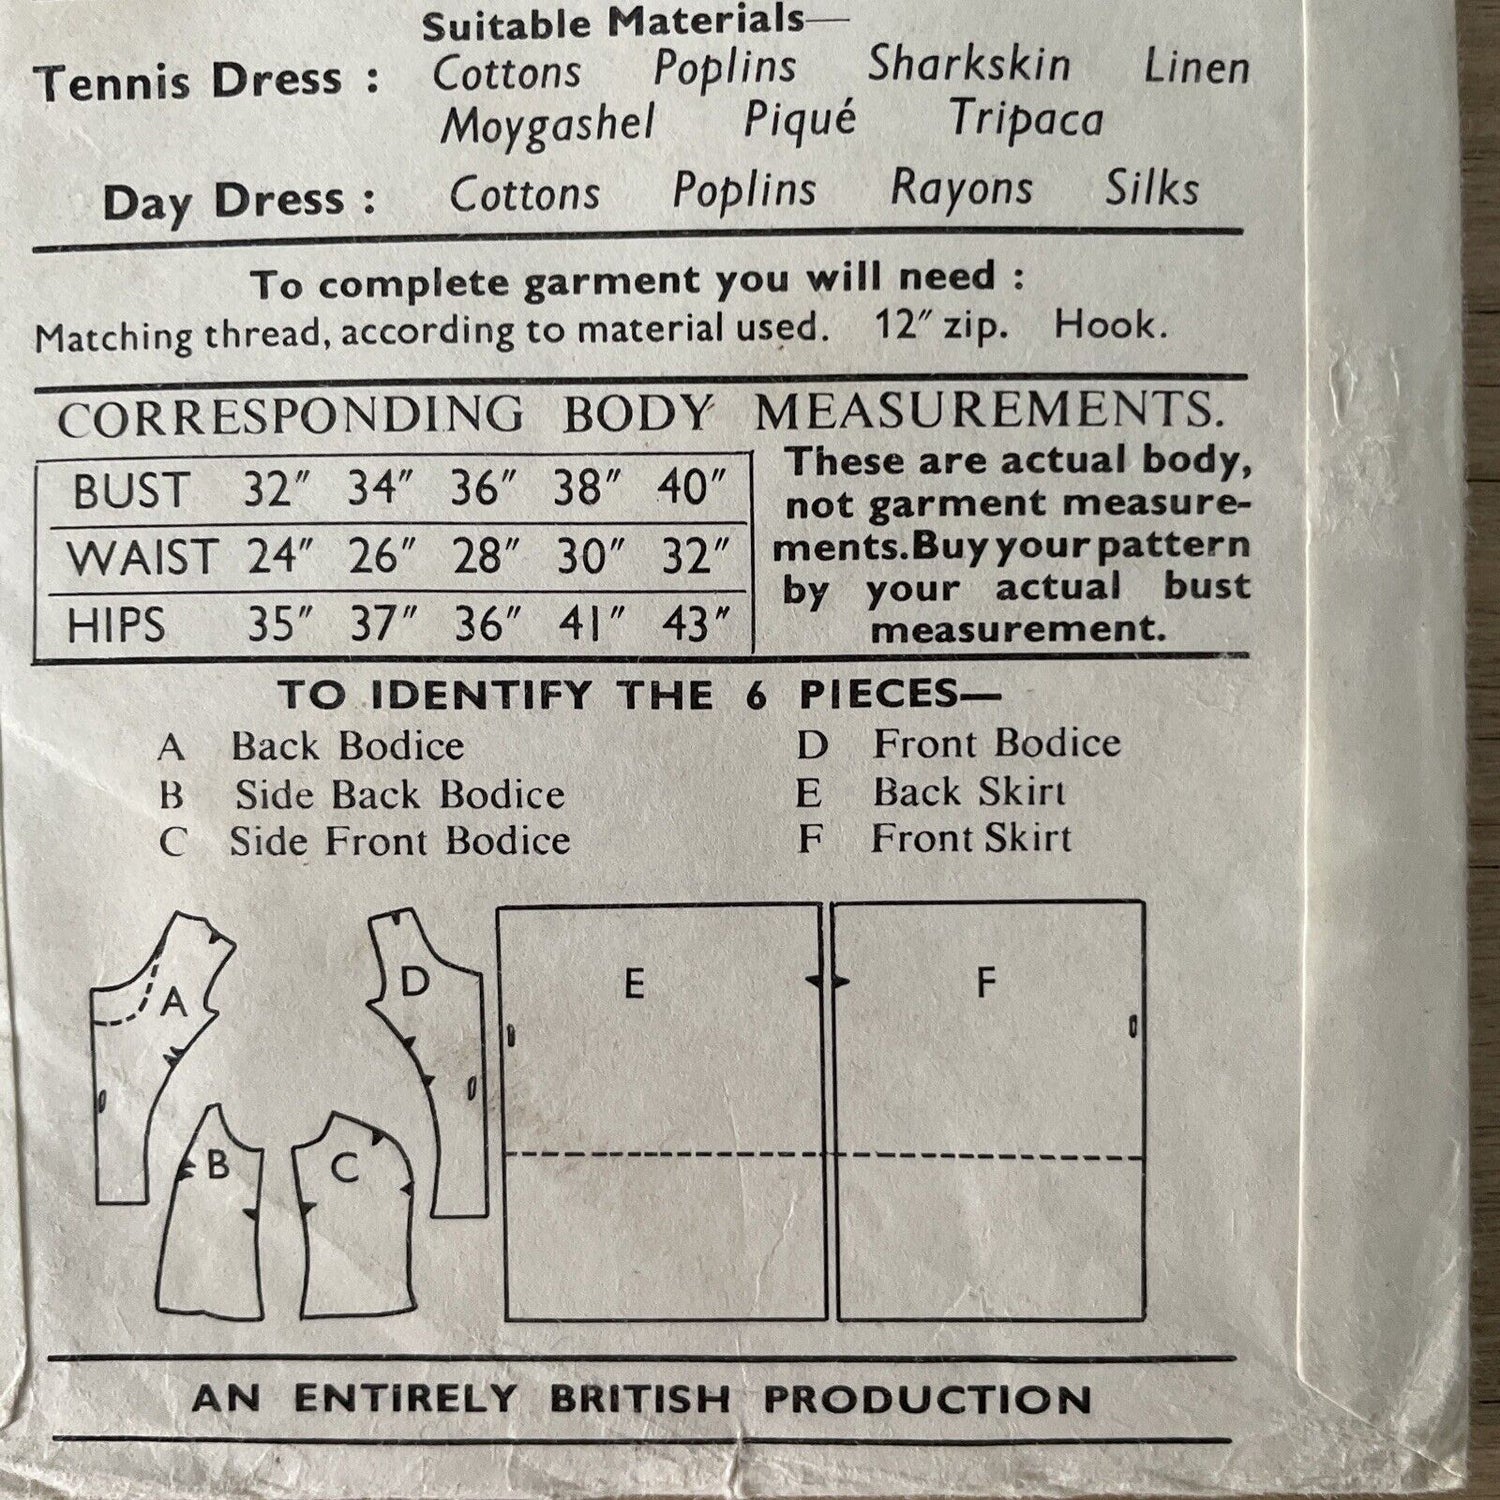 Suitable Materials—
Tennis Dress : Cottons Poplins Sharkskin Linen
Moygashel Piqué Tripaca
Day Dress : Cottons Poplins Rayons Silks
To complete garment you will need :
Matching thread, according to material used. 12″ zip. Hook.
CORRESPONDING BODY MEASUREMENTS.
BUST 32″ 34″ 36″ 38″ 40″
WAIST 24″ 26″ 28″ 30″ 32″
HIPS 35″ 37″ 36″ 41″ 43″
These are actual body,
not garment measure-
ments. Buy your pattern
by your actual bust
measurement.
TO IDENTIFY THE 6 PIECES—
A Back Bodice
B Side Back Bodice
C Side Front Bodice
D Front Bodice
E Back Skirt
F Front Skirt
A
B
C
D
E
F
AN ENTIRELY BRITISH PRODUCTION